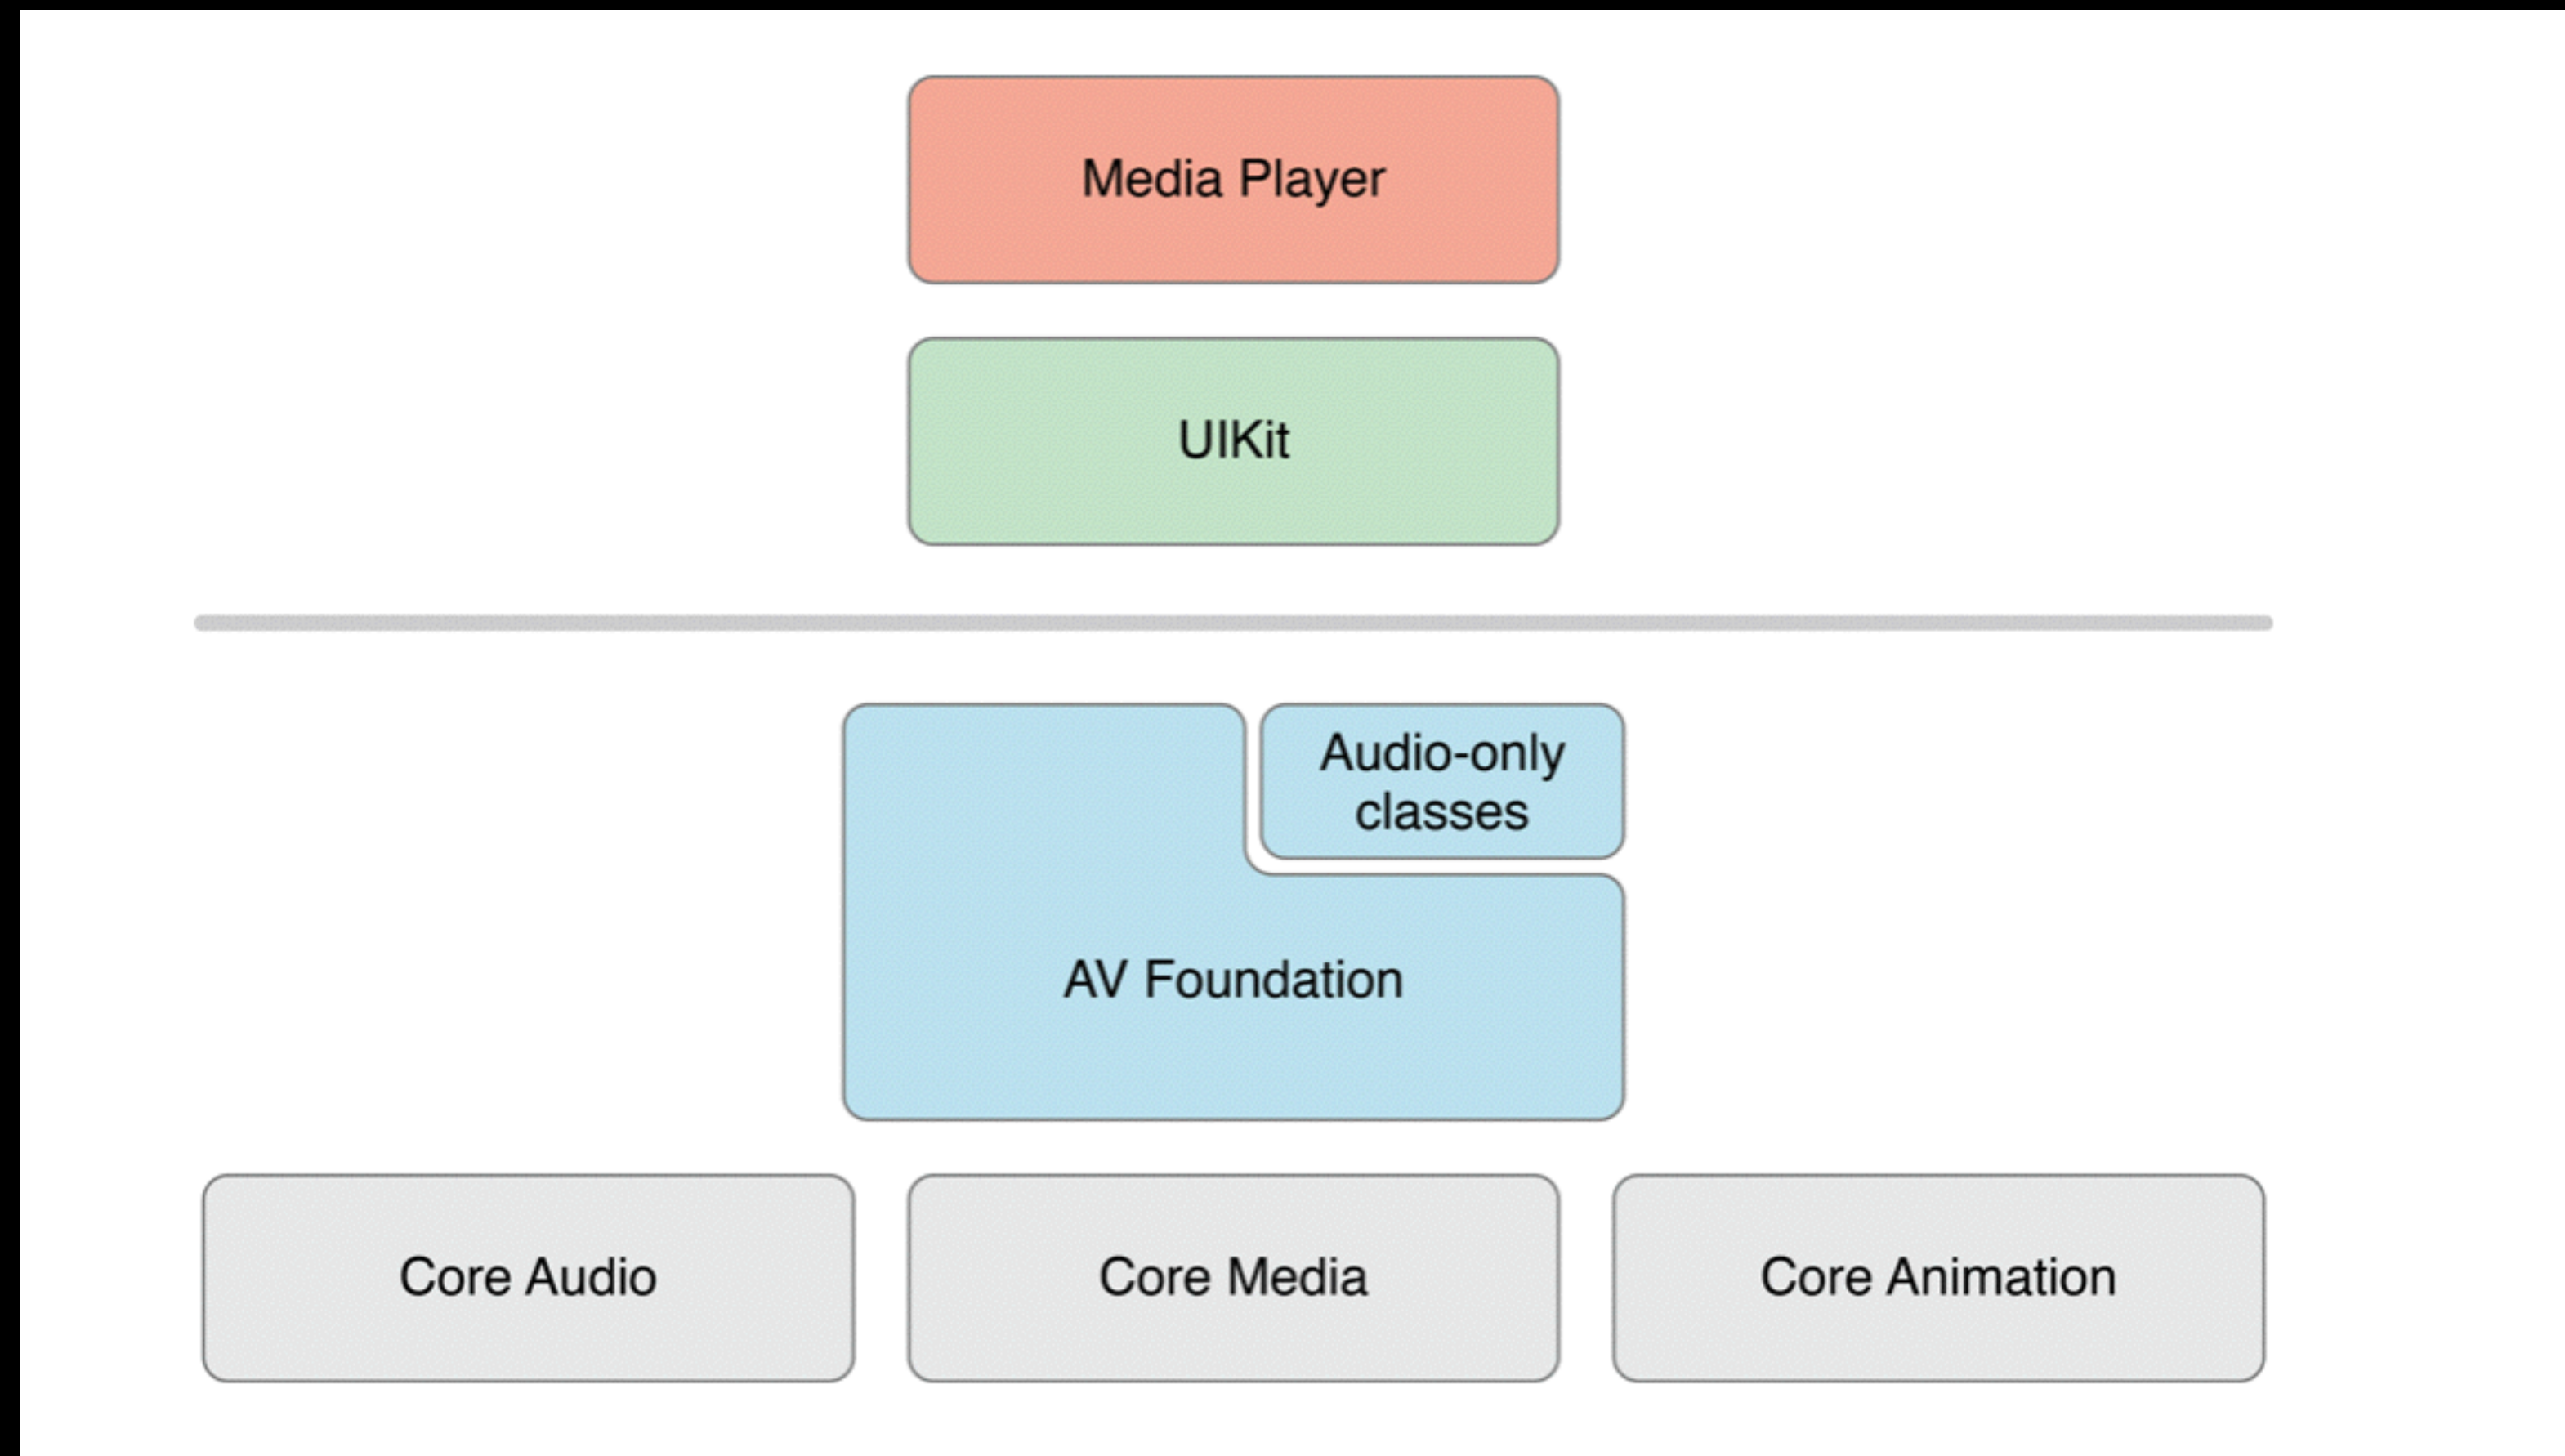 Media Player
UIKit
Audio-only
classes
AV Foundation
Core Audio
Core Media
Core Animation